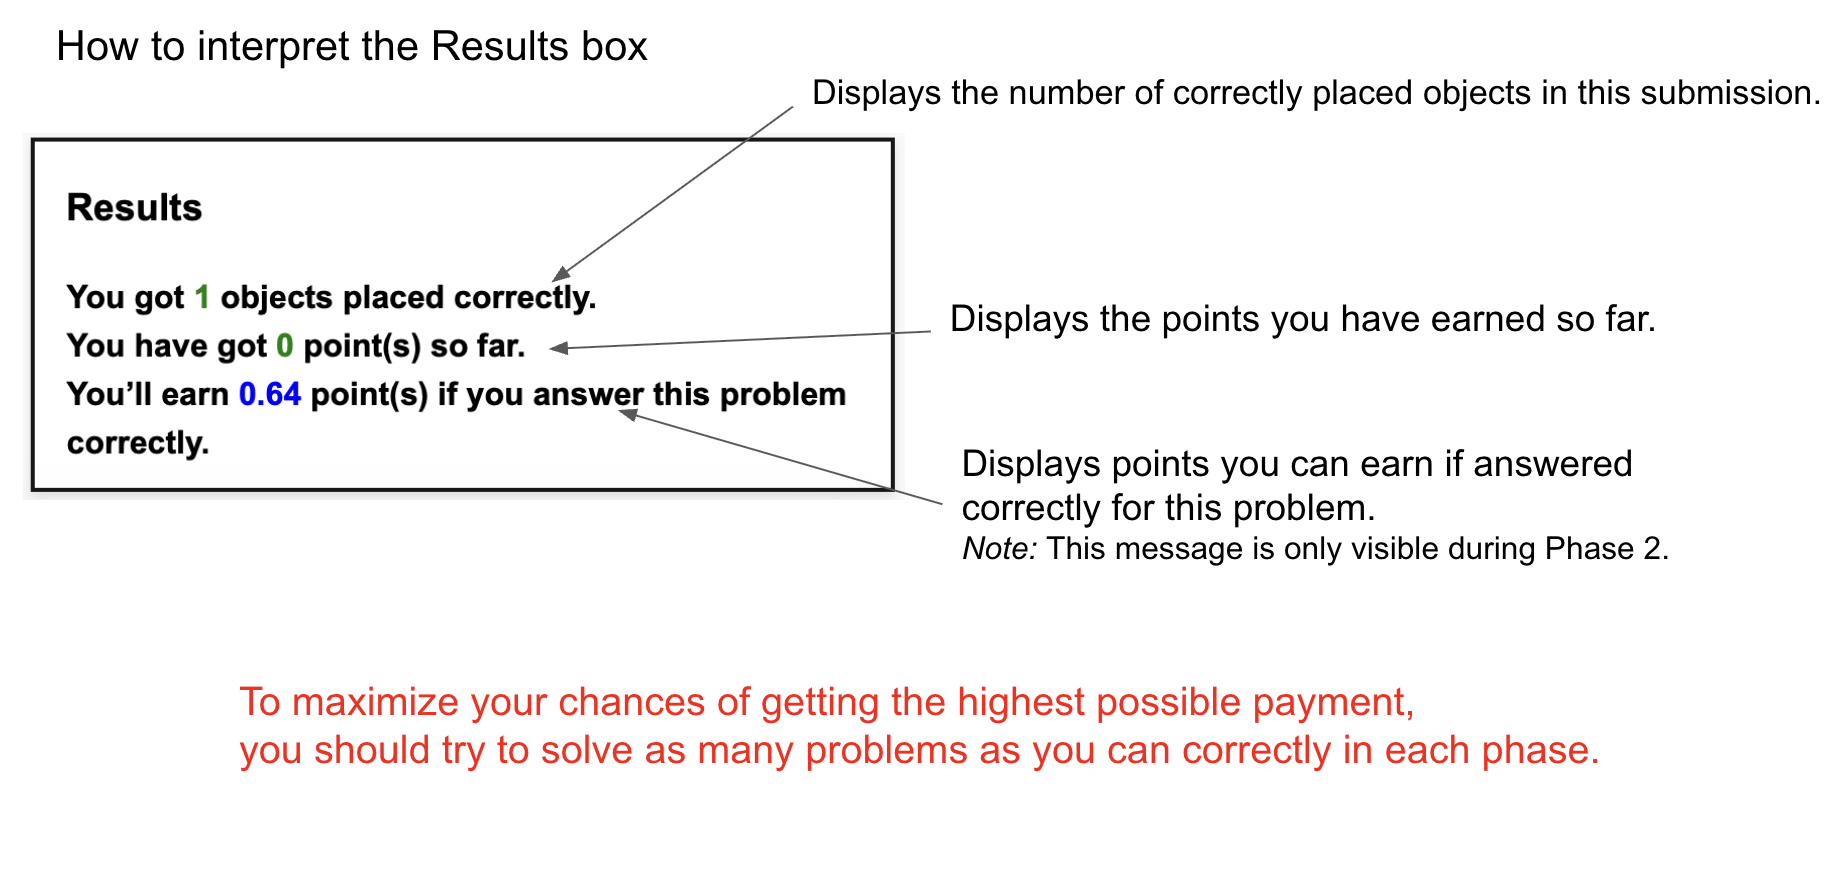 How to interpret the Results box
Displays the number of correctly placed objects in this submission.
Results
You got 1 objects placed correctly.
You have got 0 point(s) so far.
You’ll earn 0.64 point(s) if you answer this problem
correctly.
Displays the points you have earned so far.
Displays points you can earn if answered
correctly for this problem.
Note: This message is only visible during Phase 2.
To maximize your chances of getting the highest possible payment,
you should try to solve as many problems as you can correctly in each phase.